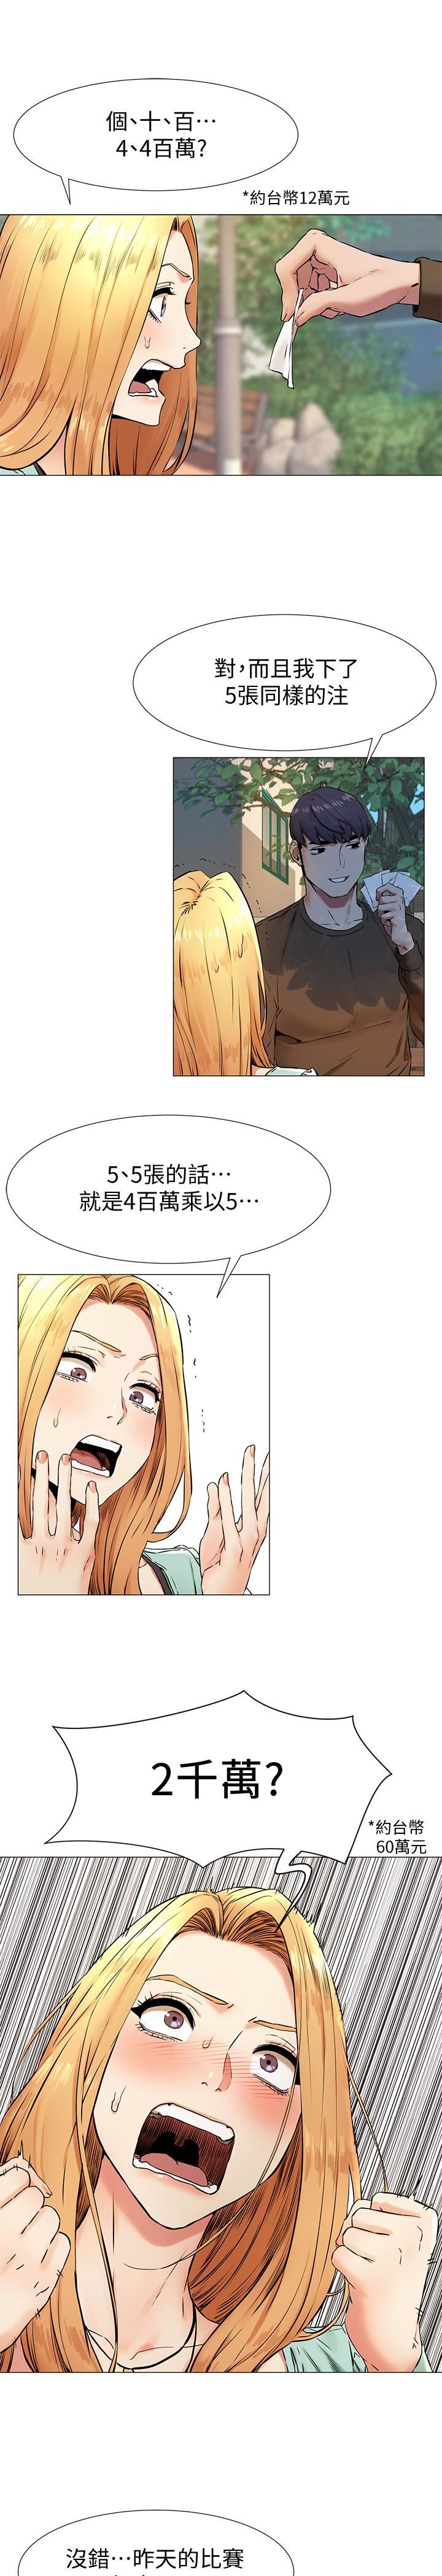 個、十、百…
4、4百萬?
*約台幣12萬元
對,而且我下了
5張同樣的注
5、5張的話…
就是4百萬乘以5…
2千萬?
*約台幣
60萬元
沒錯…昨天的比賽